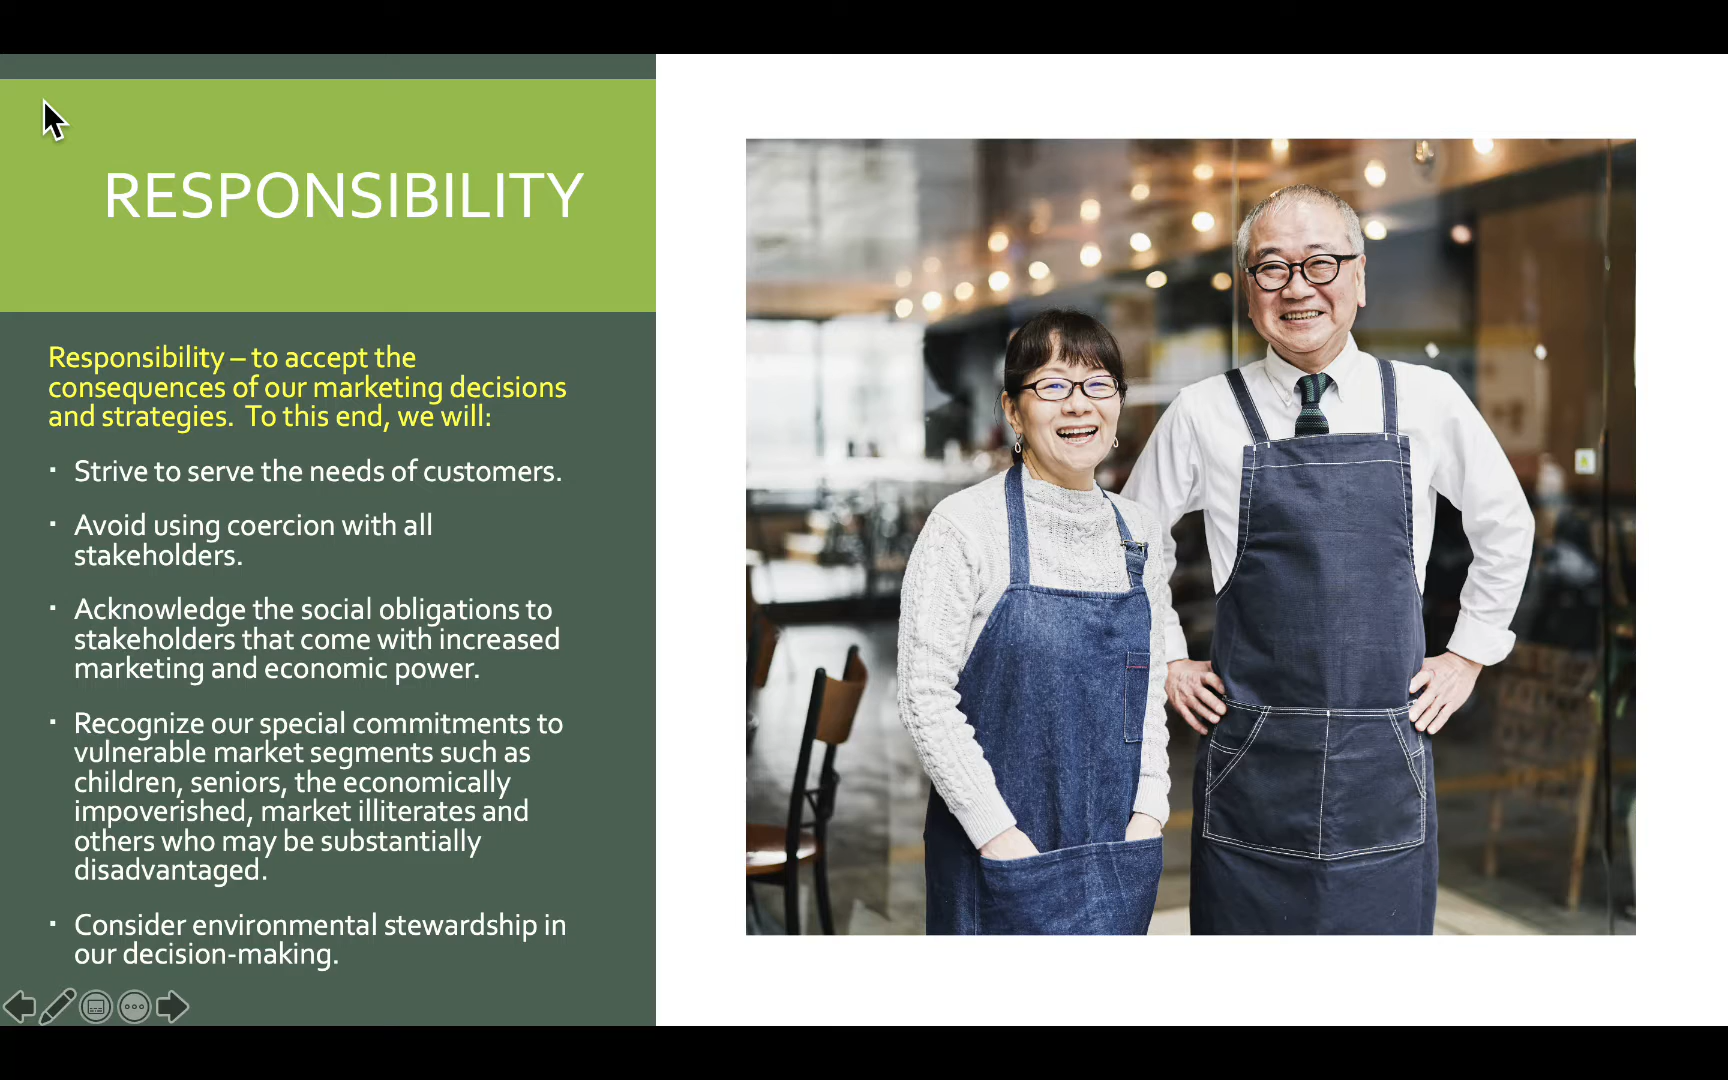 RESPONSIBILITY
Responsibility – to accept the
consequences of our marketing decisions
and strategies.  To this end, we will:
▪ Strive to serve the needs of customers.
▪ Avoid using coercion with all
stakeholders.
▪ Acknowledge the social obligations to
stakeholders that come with increased
marketing and economic power.
▪ Recognize our special commitments to
vulnerable market segments such as
children, seniors, the economically
impoverished, market illiterates and
others who may be substantially
disadvantaged.
▪ Consider environmental stewardship in
our decision-making.